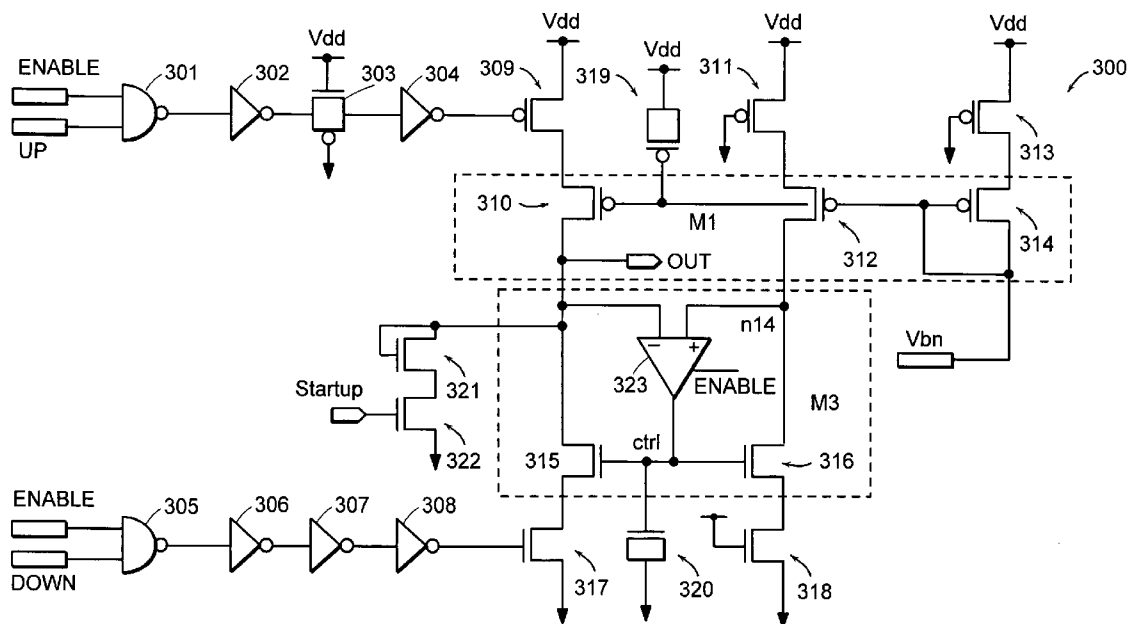 Vdd
Vdd
Vdd
Vdd
Vdd
ENABLE
301
302
303
304
309
319
311
300
UP
313
310
M1
312
314
OUT
n14
Vbn
323
ENABLE
321
Startup
M3
322
315
ctrl
316
ENABLE
305
306
307
308
DOWN
317
320
318